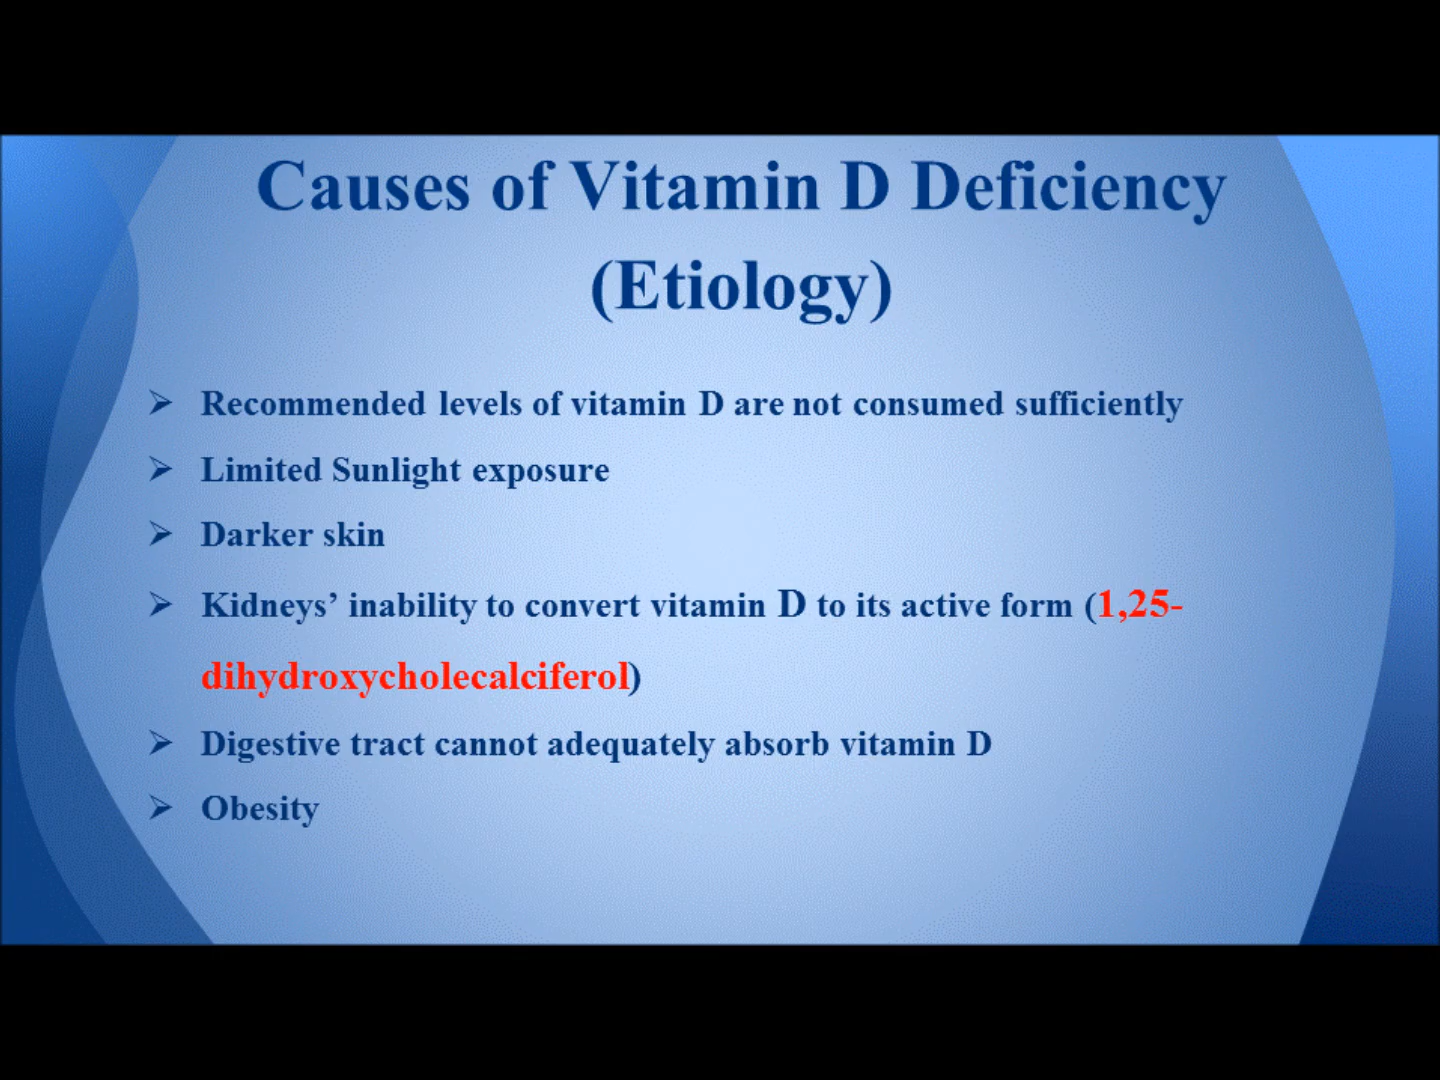 Causes of Vitamin D Deficiency
(Etiology)
➢ Recommended levels of vitamin D are not consumed sufficiently
➢ Limited Sunlight exposure
➢ Darker skin
➢ Kidneys’ inability to convert vitamin D to its active form (1,25-
dihydroxycholecalciferol)
➢ Digestive tract cannot adequately absorb vitamin D
➢ Obesity